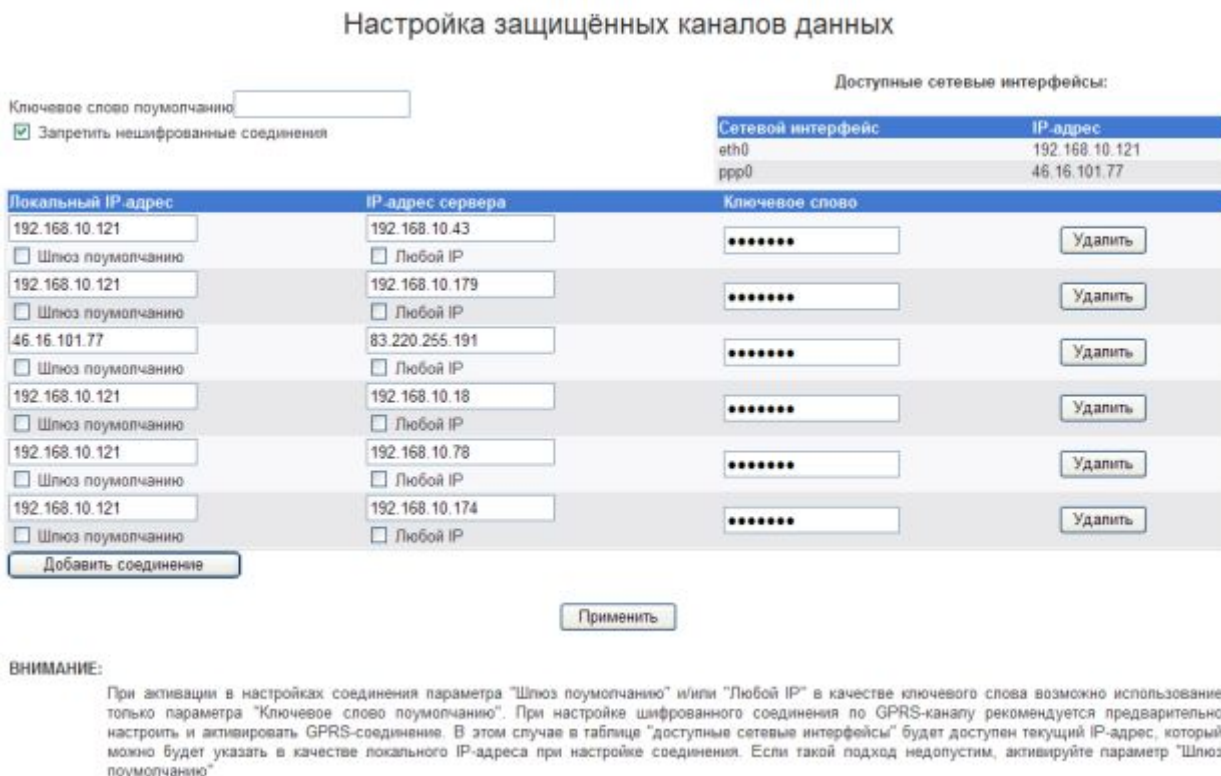 Настройка защищённых каналов данных
Доступные сетевые интерфейсы:
Ключевое слово поумолчанию
Запретить нешифрованные соединения
Сетевой интерфейс IP-адрес
eth0 192.168.10.121
ppp0 46.16.101.77
Локальный IP-адрес IP-адрес сервера Ключевое слово
192.168.10.121 192.168.10.43
••••••• Удалить
Шлюз поумолчанию Любой IP
192.168.10.121 192.168.10.179
••••••• Удалить
Шлюз поумолчанию Любой IP
46.16.101.77 83.220.255.191
••••••• Удалить
Шлюз поумолчанию Любой IP
192.168.10.121 192.168.10.18
••••••• Удалить
Шлюз поумолчанию Любой IP
192.168.10.121 192.168.10.78
••••••• Удалить
Шлюз поумолчанию Любой IP
192.168.10.121 192.168.10.174
••••••• Удалить
Шлюз поумолчанию Любой IP
Добавить соединение
Применить
ВНИМАНИЕ:
При активации в настройках соединения параметра "Шлюз поумолчанию" и/или "Любой IP" в качестве ключевого слова возможно использование
только параметра "Ключевое слово поумолчанию". При настройке шифрованного соединения по GPRS-каналу рекомендуется предварительно
настроить и активировать GPRS-соединение. В этом случае в таблице "доступные сетевые интерфейсы" будет доступен текущий IP-адрес, который
можно будет указать в качестве локального IP-адреса при настройке соединения. Если такой подход недопустим, активируйте параметр "Шлюз
поумолчанию"